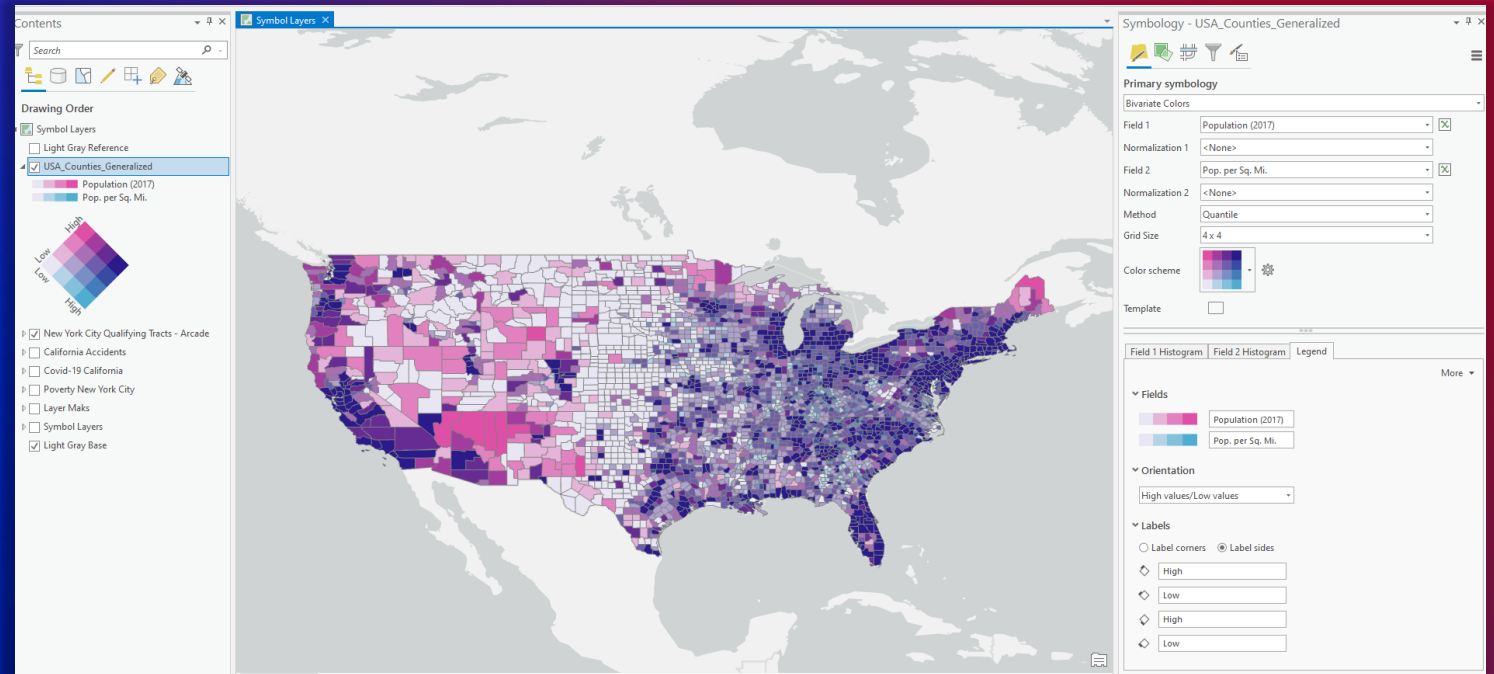 Contents
Search
Drawing Order
Symbol Layers
Light Gray Reference
USA_Counties_Generalized
Population (2017)
Pop. per Sq. Mi.
High
Low
Low
High
New York City Qualifying Tracts - Arcade
California Accidents
Covid-19 California
Poverty New York City
Layer Maks
Symbol Layers
Light Gray Base
Symbol Layers
Symbology - USA_Counties_Generalized
Primary symbology
Bivariate Colors
Field 1 Population (2017)
Normalization 1 <None>
Field 2 Pop. per Sq. Mi.
Normalization 2 <None>
Method Quantile
Grid Size 4 x 4
Color scheme
Template
Field 1 Histogram Field 2 Histogram Legend
More
Fields
Population (2017)
Pop. per Sq. Mi.
Orientation
High values/Low values
Labels
Label corners Label sides
High
Low
High
Low